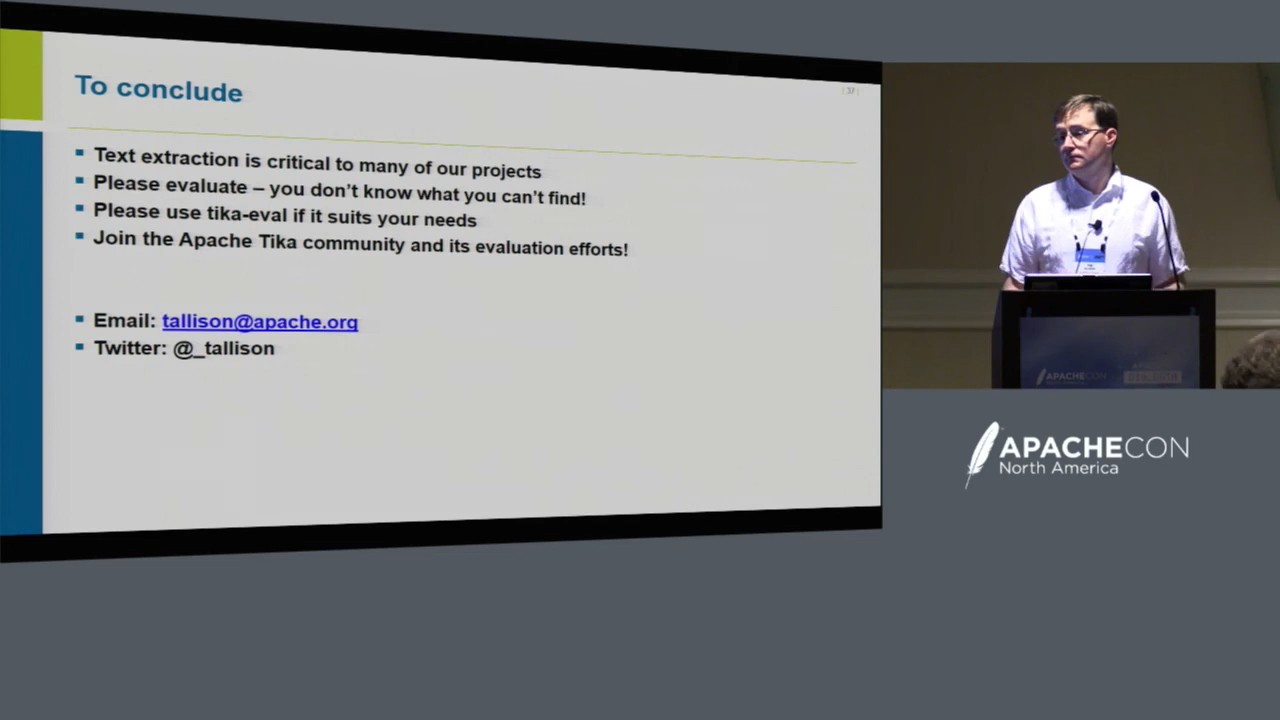 To conclude
| 37 |
Text extraction is critical to many of our projects
Please evaluate – you don’t know what you can’t find!
Please use tika-eval if it suits your needs
Join the Apache Tika community and its evaluation efforts!
Email: tallison@apache.org
Twitter: @_tallison
APACHECON
APACHECON
North America